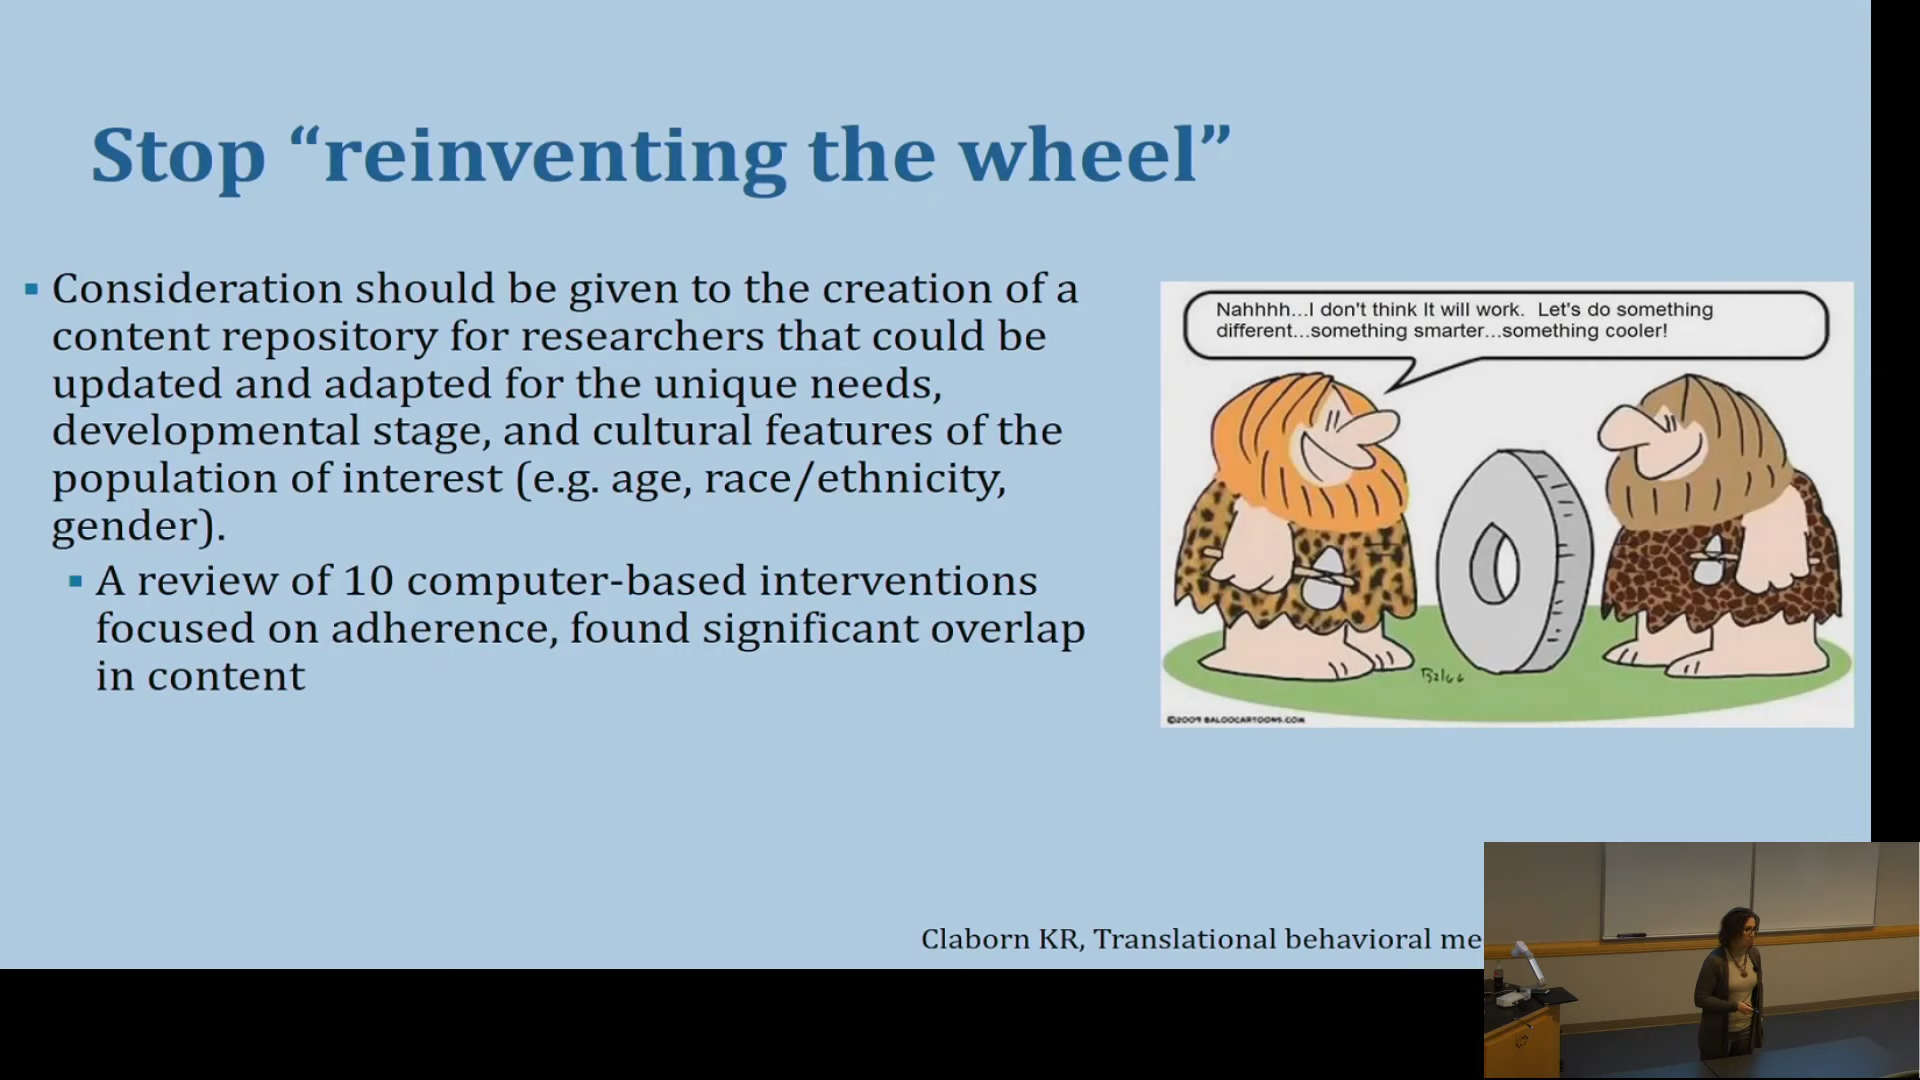 Stop “reinventing the wheel”
▪ Consideration should be given to the creation of a
content repository for researchers that could be
updated and adapted for the unique needs,
developmental stage, and cultural features of the
population of interest (e.g. age, race/ethnicity,
gender).
▪ A review of 10 computer-based interventions
focused on adherence, found significant overlap
in content
Nahhhh...I don't think It will work. Let's do something
different...something smarter...something cooler!
©2009 BALOOCARTOONS.COM
Claborn KR, Translational behavioral me